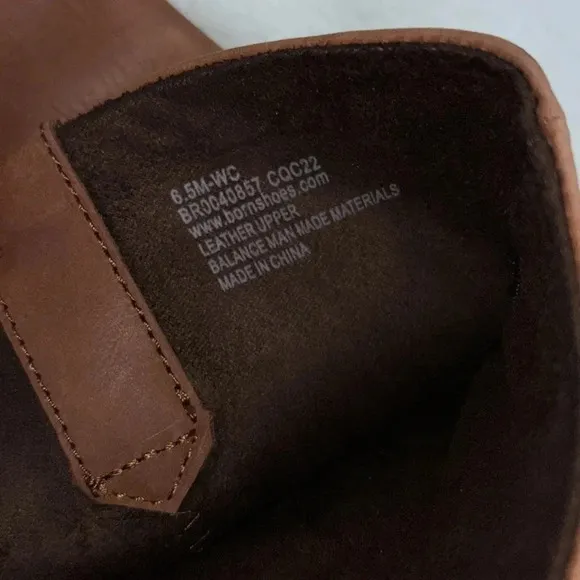 6.5M-WC
BR0040857 CQC22
www.bornshoes.com
LEATHER UPPER
BALANCE MAN MADE MATERIALS
MADE IN CHINA